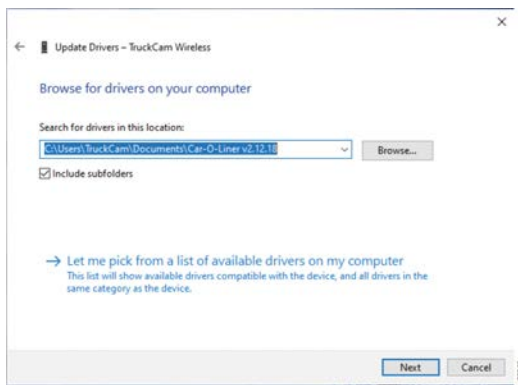 Update Drivers – TruckCam Wireless
Browse for drivers on your computer
Search for drivers in this location:
C:\Users\TruckCam\Documents\Car-O-Liner v2.12.18
Browse...
Include subfolders
Let me pick from a list of available drivers on my computer
This list will show available drivers compatible with the device, and all drivers in the
same category as the device.
Next
Cancel